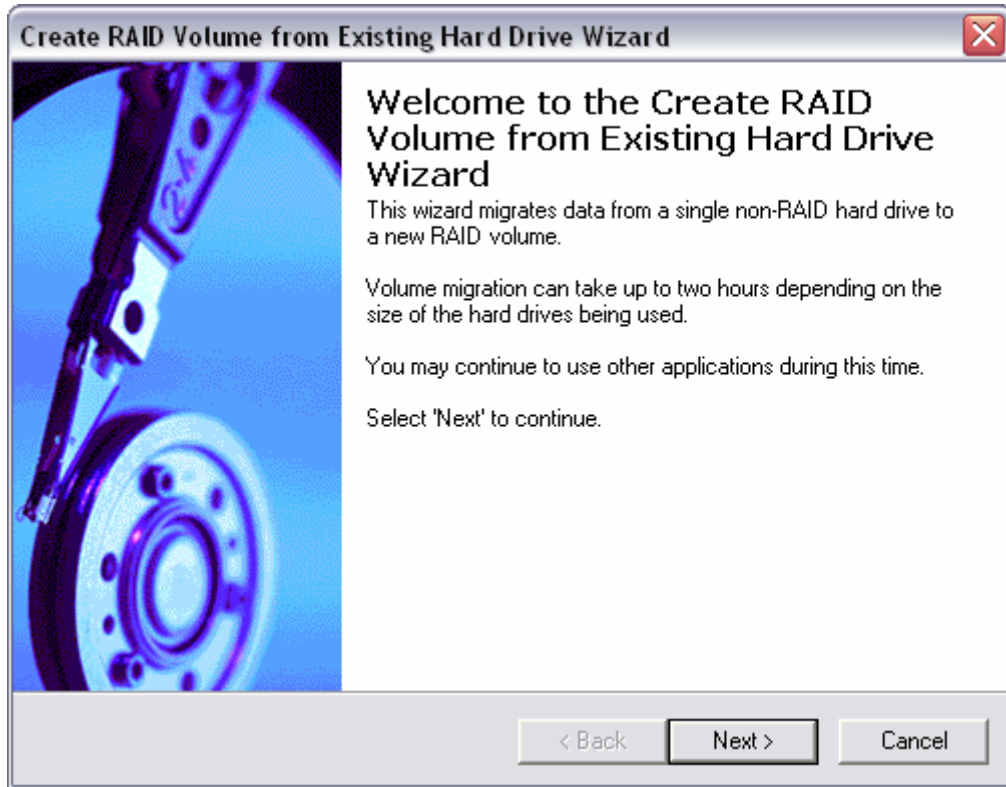 Create RAID Volume from Existing Hard Drive Wizard
Welcome to the Create RAID
Volume from Existing Hard Drive
Wizard
This wizard migrates data from a single non-RAID hard drive to
a new RAID volume.
Volume migration can take up to two hours depending on the
size of the hard drives being used.
You may continue to use other applications during this time.
Select 'Next' to continue.
24
< Back
Next >
Cancel